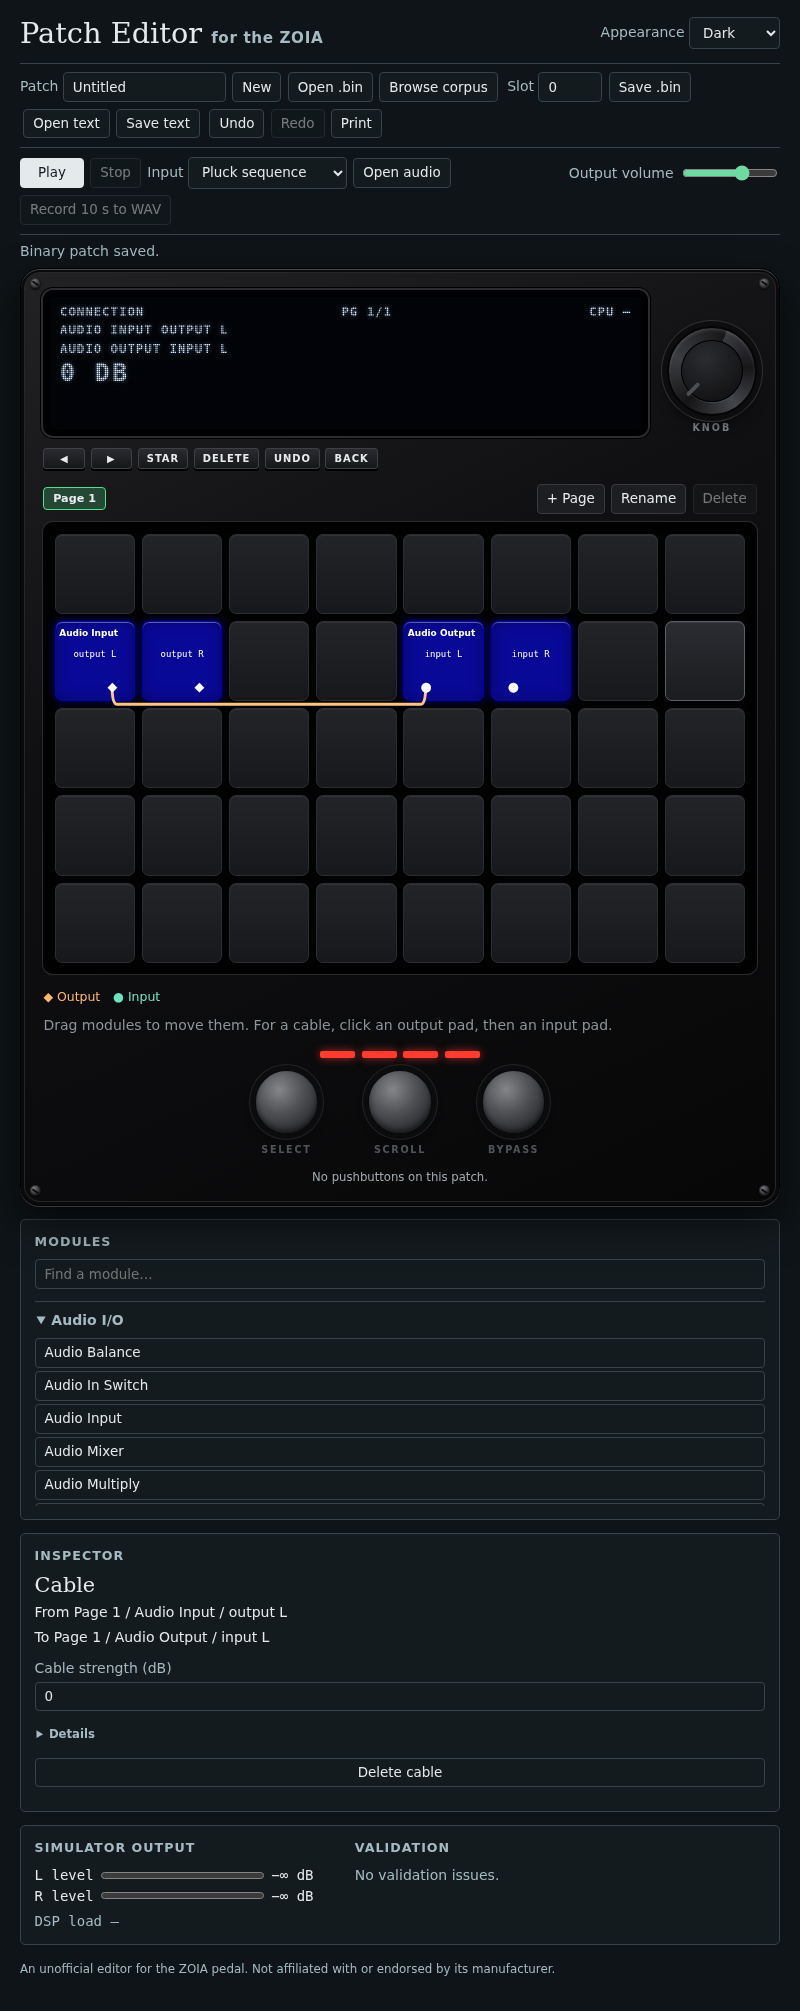 Patch Editor for the ZOIA
Appearance Dark
Patch Untitled New Open .bin Browse corpus Slot 0 Save .bin
Open text Save text Undo Redo Print
Play Stop Input Pluck sequence Open audio Output volume
Record 10 s to WAV
Binary patch saved.
CONNECTION PG 1/1 CPU —
AUDIO INPUT OUTPUT L
AUDIO OUTPUT INPUT L
0 DB
KNOB
◀ ▶ STAR DELETE UNDO BACK
Page 1 + Page Rename Delete
Audio Input Audio Output
output L output R input L input R
◆ Output ● Input
Drag modules to move them. For a cable, click an output pad, then an input pad.
SELECT SCROLL BYPASS
No pushbuttons on this patch.
MODULES
Find a module…
▼ Audio I/O
Audio Balance
Audio In Switch
Audio Input
Audio Mixer
Audio Multiply
INSPECTOR
Cable
From Page 1 / Audio Input / output L
To Page 1 / Audio Output / input L
Cable strength (dB)
0
▶ Details
Delete cable
SIMULATOR OUTPUT VALIDATION
L level −∞ dB No validation issues.
R level −∞ dB
DSP load —
An unofficial editor for the ZOIA pedal. Not affiliated with or endorsed by its manufacturer.